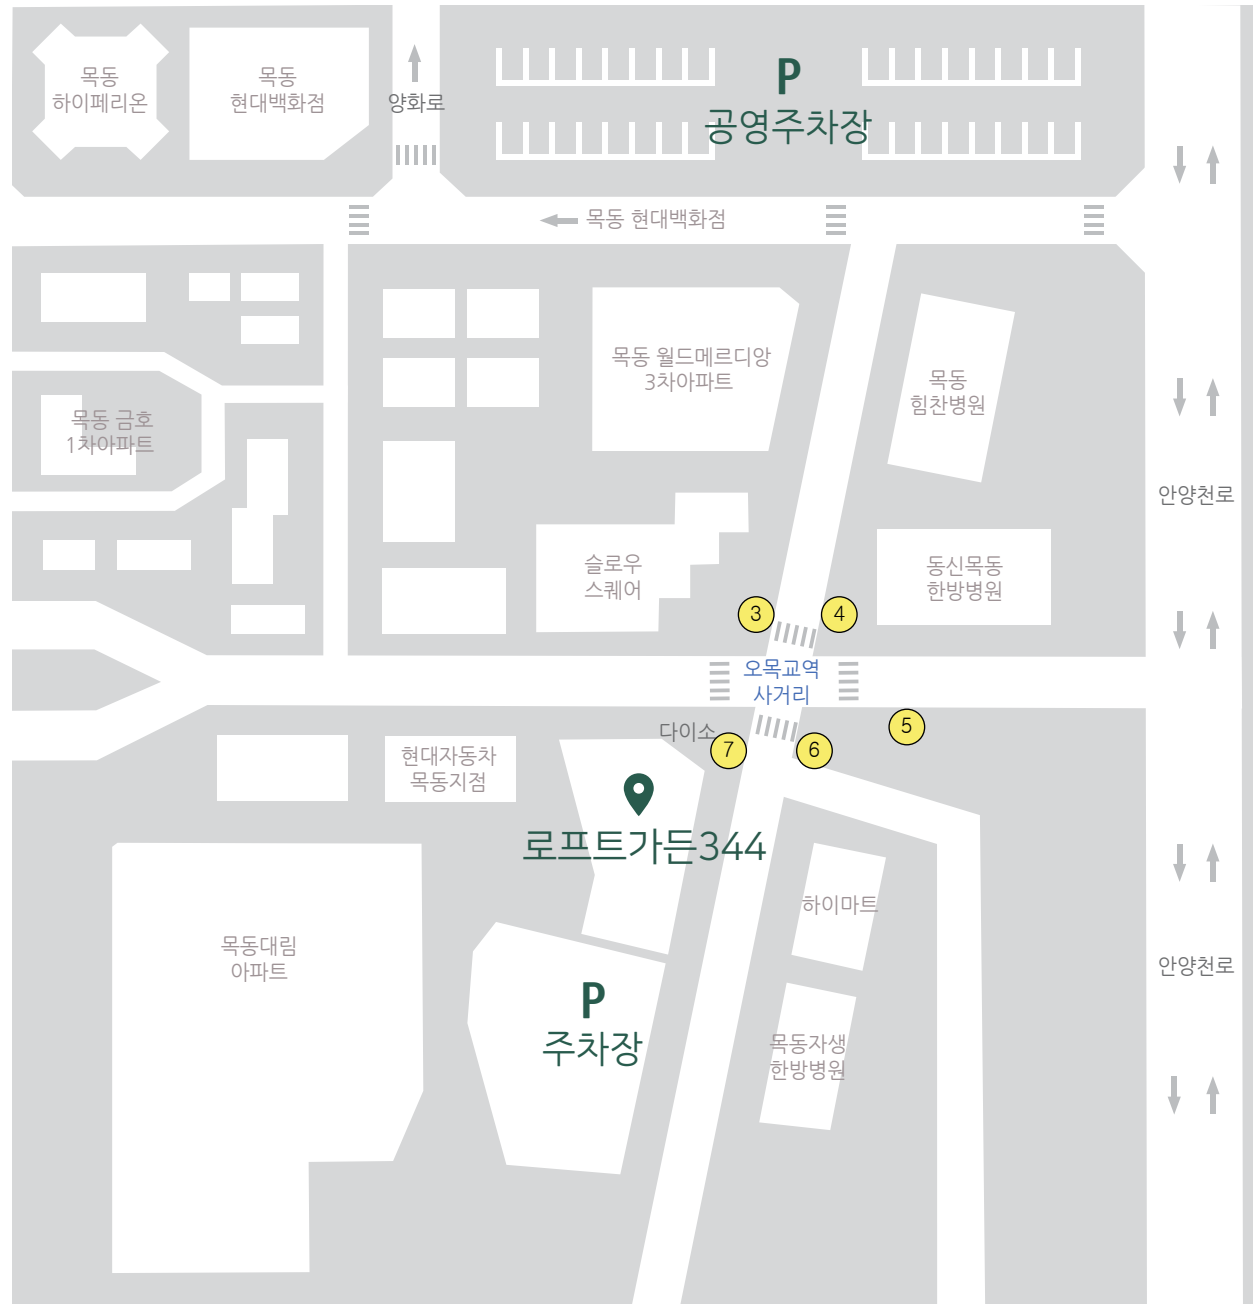 목동
하이페리온
목동
현대백화점
양화로
P
공영주차장
목동 현대백화점
목동 월드메르디앙
3차아파트
목동
힘찬병원
목동 금호
1차아파트
안양천로
슬로우
스퀘어
동신목동
한방병원
3
4
오목교역
사거리
다이소
7
6
5
현대자동차
목동지점
로프트가든344
하이마트
목동대림
아파트
안양천로
P
주차장
목동자생
한방병원